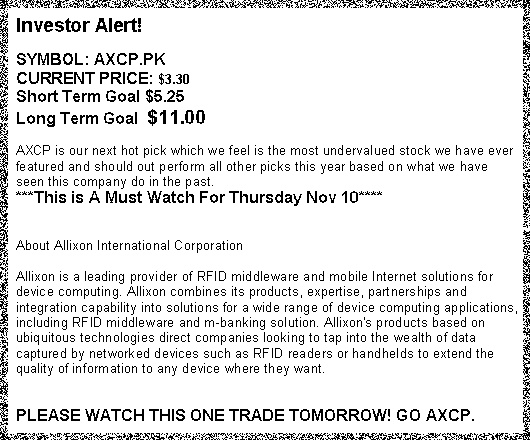 Investor Alert!
SYMBOL: AXCP.PK
CURRENT PRICE: $3.30
Short Term Goal $5.25
Long Term Goal $11.00
AXCP is our next hot pick which we feel is the most undervalued stock we have ever
featured and should out perform all other picks this year based on what we have
seen this company do in the past.
***This is A Must Watch For Thursday Nov 10****
About Allixon International Corporation
Allixon is a leading provider of RFID middleware and mobile Internet solutions for
device computing. Allixon combines its products, expertise, partnerships and
integration capability into solutions for a wide range of device computing applications,
including RFID middleware and m-banking solution. Allixon's products based on
ubiquitous technologies direct companies looking to tap into the wealth of data
captured by networked devices such as RFID readers or handhelds to extend the
quality of information to any device where they want.
PLEASE WATCH THIS ONE TRADE TOMORROW! GO AXCP.